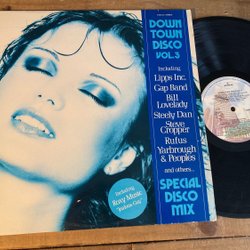 DOWN
TOWN
DISCO
VOL.3
Including
Lipps Inc.
Gap Band
Bill
Lovelady
Steely Dan
Steve
Cropper
Rufus
Yarbrough
& Peoples
and others...
SPECIAL
DISCO
MIX
Including
Roxy Music